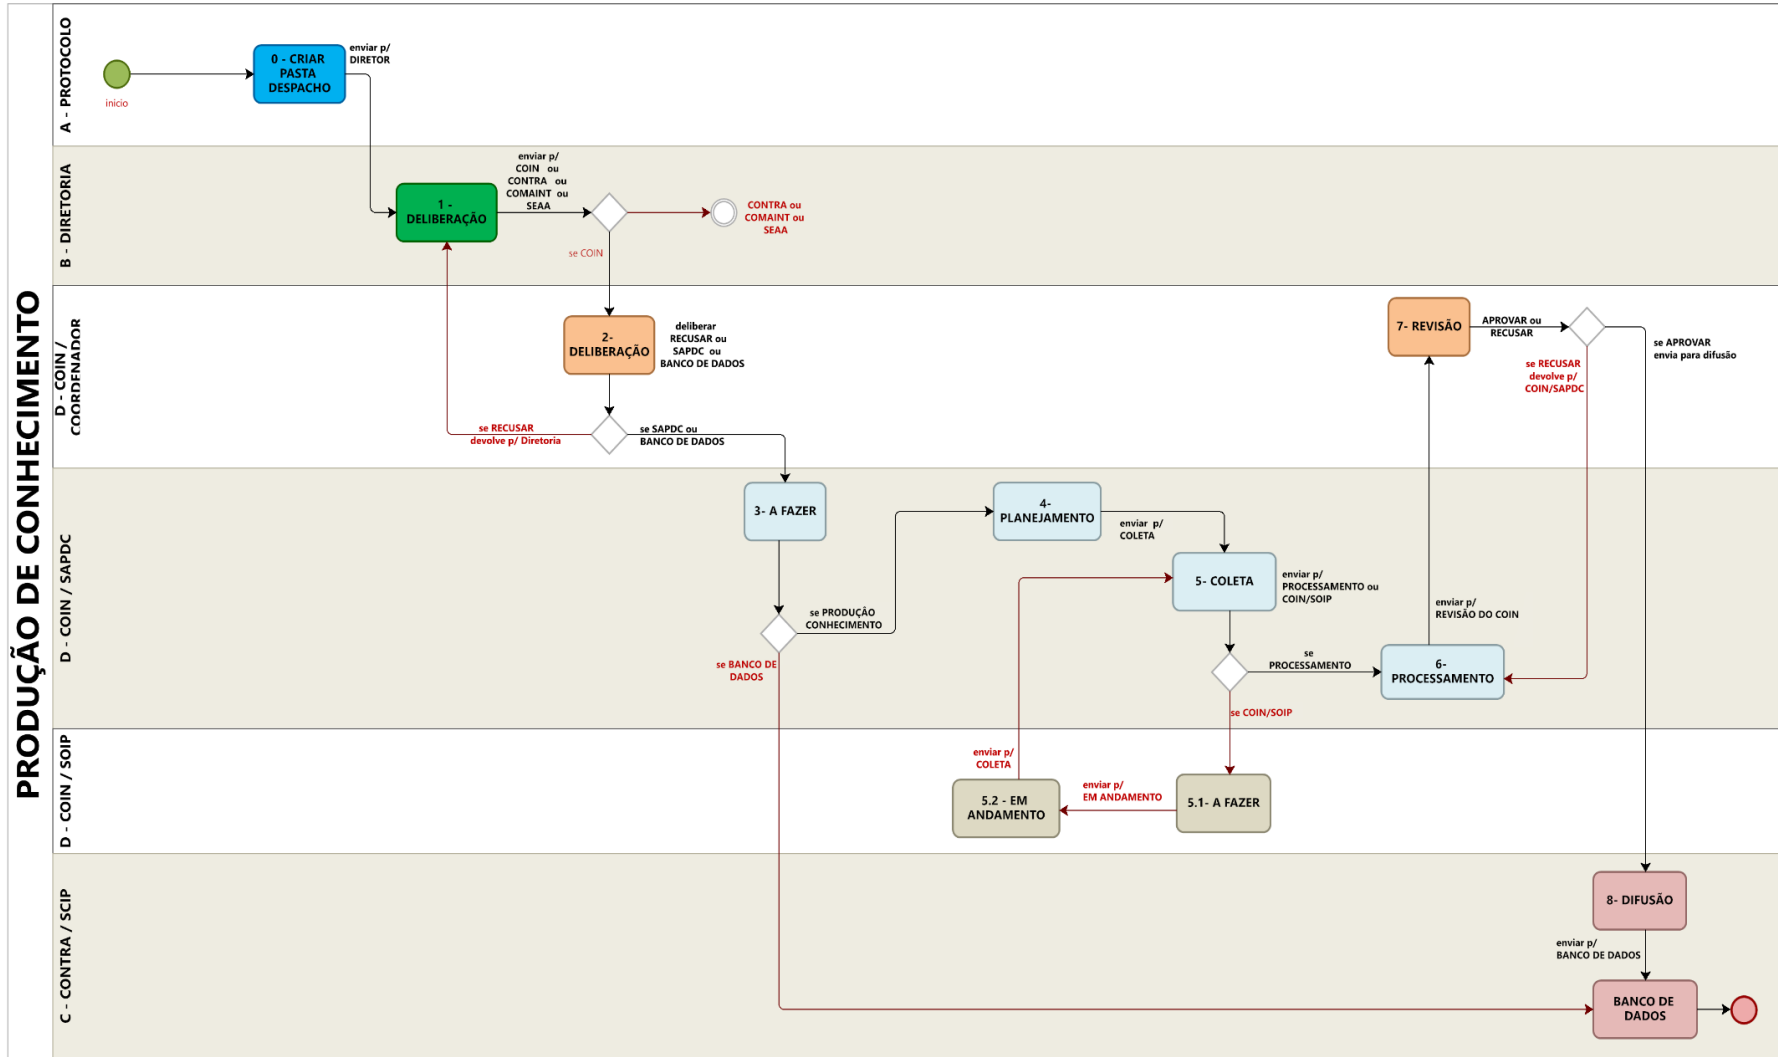 PRODUÇÃO DE CONHECIMENTO
A - PROTOCOLO
inicio
0 - CRIAR
PASTA
DESPACHO
enviar p/
DIRETOR
B - DIRETORIA
1 -
DELIBERAÇÃO
enviar p/
COIN ou
CONTRA ou
COMAINT ou
SEAA
CONTRA ou
COMAINT ou
SEAA
se COIN
D - COIN /
COORDENADOR
2-
DELIBERAÇÃO
deliberar
RECUSAR ou
SAPDC ou
BANCO DE DADOS
se RECUSAR
devolve p/ Diretoria
se SAPDC ou
BANCO DE DADOS
7- REVISÃO
APROVAR ou
RECUSAR
se RECUSAR
devolve p/
COIN/SAPDC
se APROVAR
envia para difusão
D - COIN / SAPDC
3- A FAZER
se PRODUÇÃO
CONHECIMENTO
se BANCO DE
DADOS
4-
PLANEJAMENTO
enviar p/
COLETA
5- COLETA
enviar p/
PROCESSAMENTO ou
COIN/SOIP
se
PROCESSAMENTO
se COIN/SOIP
6-
PROCESSAMENTO
enviar p/
REVISÃO DO COIN
D - COIN / SOIP
enviar p/
COLETA
5.2 - EM
ANDAMENTO
enviar p/
EM ANDAMENTO
5.1- A FAZER
C - CONTRA / SCIP
8- DIFUSÃO
enviar p/
BANCO DE DADOS
BANCO DE
DADOS